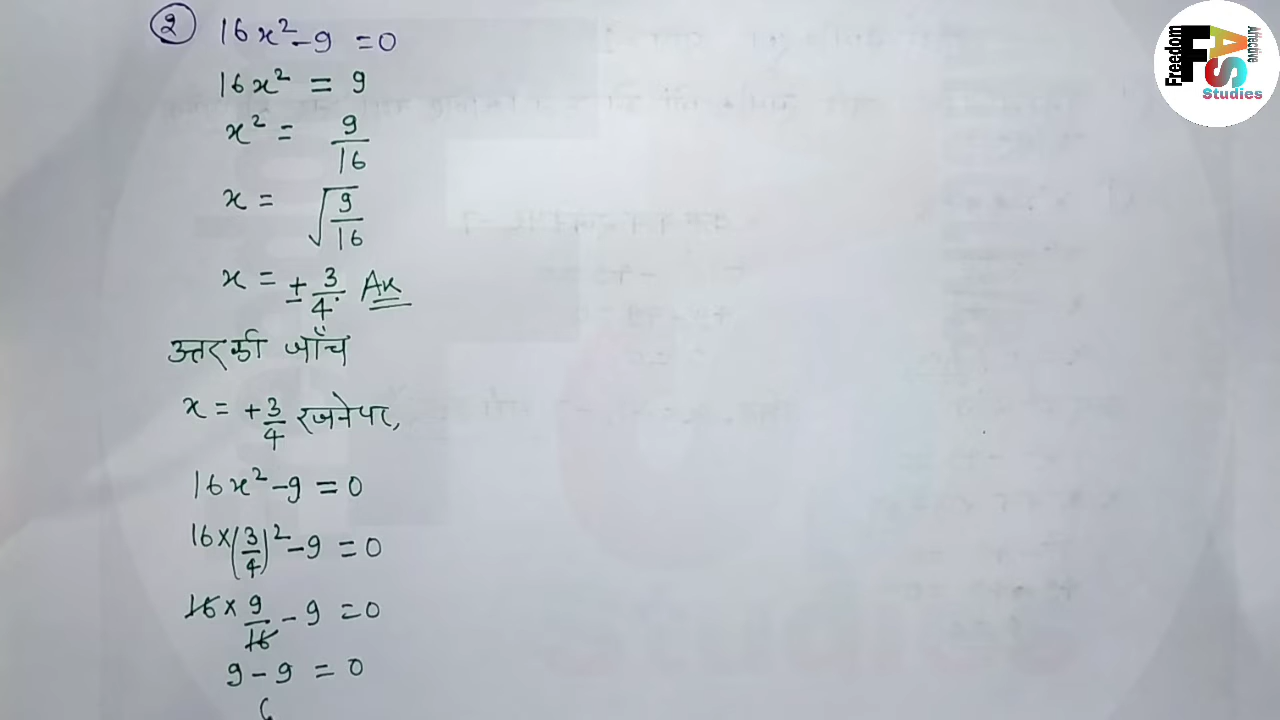 ② 16x² - 9 = 0
16x² = 9
x² = 9/16
x = √(9/16)
x = ± 3/4 Ans
उत्तर की जाँच
x = + 3/4 रखने पर,
16x² - 9 = 0
16 × (3/4)² - 9 = 0
16 × 9/16 - 9 = 0
9 - 9 = 0
Freedom
FAS
Affective
Studies